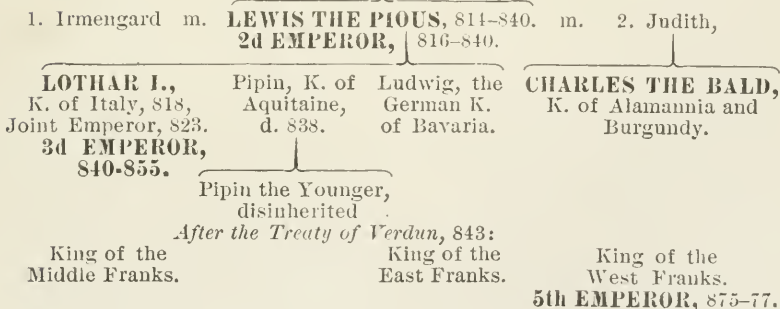 1. Irmengard m. LEWIS THE PIOUS, 814–840. m. 2. Judith,
2d EMPEROR, 816–840.
LOTHAR I., Pipin, K. of Ludwig, the CHARLES THE BALD,
K. of Italy, 818, Aquitaine, German K. K. of Alamannia and
Joint Emperor, 823. d. 838. of Bavaria. Burgundy.
3d EMPEROR,
840-855.
Pipin the Younger,
disinherited
After the Treaty of Verdun, 843:
King of the King of the King of the
Middle Franks. East Franks. West Franks.
5th EMPEROR, 875–77.